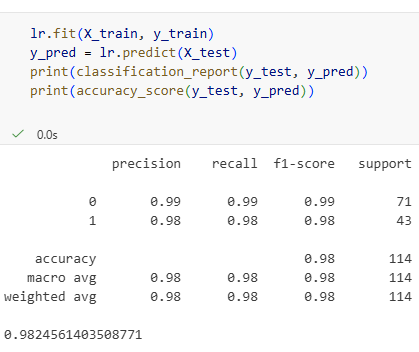 lr.fit(X_train, y_train)
y_pred = lr.predict(X_test)
print(classification_report(y_test, y_pred))
print(accuracy_score(y_test, y_pred))
0.0s
precision recall f1-score support
0 0.99 0.99 0.99 71
1 0.98 0.98 0.98 43
accuracy 0.98 114
macro avg 0.98 0.98 0.98 114
weighted avg 0.98 0.98 0.98 114
0.9824561403508771